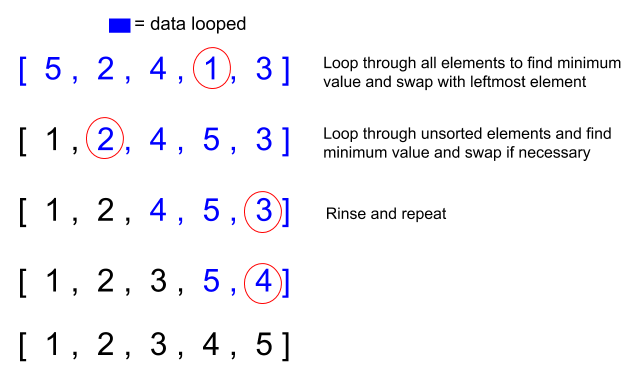 = data looped
[ 5 , 2 , 4 , 1 , 3 ]
Loop through all elements to find minimum
value and swap with leftmost element
[ 1 , 2 , 4 , 5 , 3 ]
Loop through unsorted elements and find
minimum value and swap if necessary
[ 1 , 2 , 4 , 5 , 3 ]
Rinse and repeat
[ 1 , 2 , 3 , 5 , 4 ]
[ 1 , 2 , 3 , 4 , 5 ]